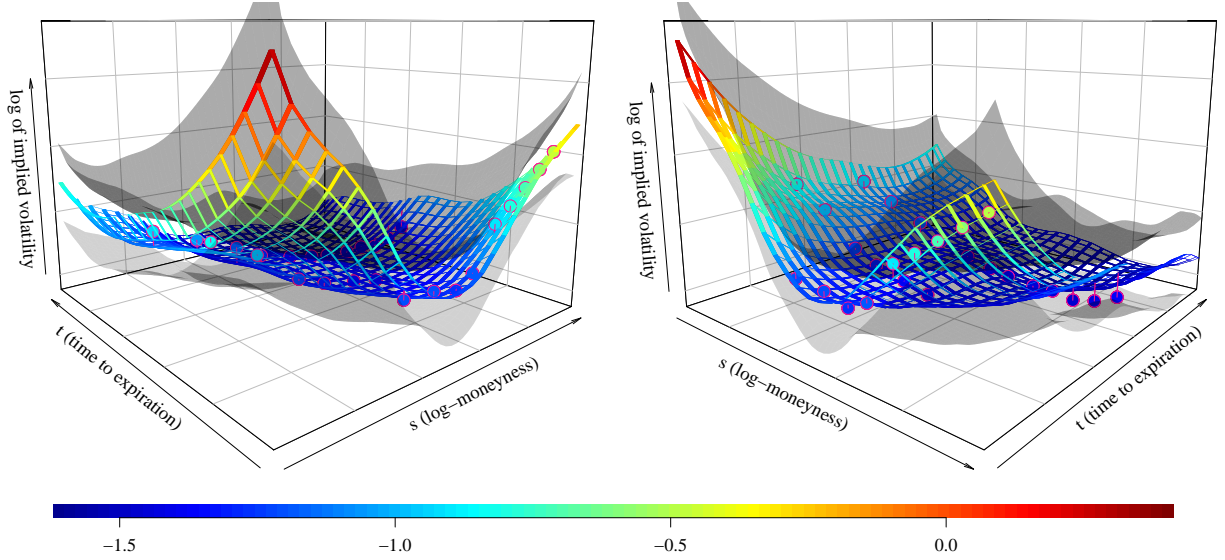 log of implied volatility
t (time to expiration)
s (log−moneyness)
log of implied volatility
s (log−moneyness)
t (time to expiration)
−1.5 −1.0 −0.5 0.0